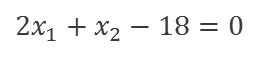 2x₁ + x₂ − 18 = 0